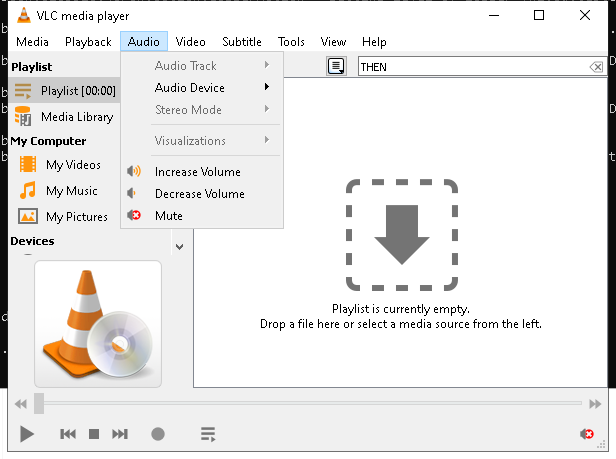 VLC media player
Media Playback Audio Video Subtitle Tools View Help
Playlist
THEN
Playlist [00:00]
Media Library
My Computer
My Videos
My Music
My Pictures
Devices
Audio Track
Audio Device
Stereo Mode
Visualizations
Increase Volume
Decrease Volume
Mute
Playlist is currently empty.
Drop a file here or select a media source from the left.